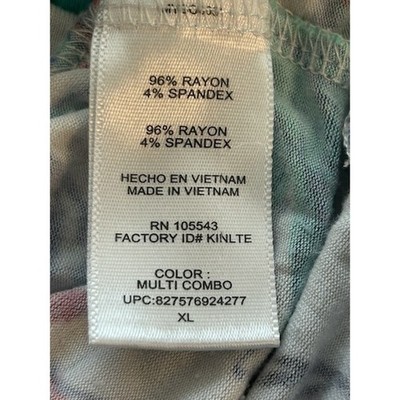 96% RAYON
4% SPANDEX
96% RAYON
4% SPANDEX
HECHO EN VIETNAM
MADE IN VIETNAM
RN 105543
FACTORY ID# KINLTE
COLOR :
MULTI COMBO
UPC:827576924277
XL